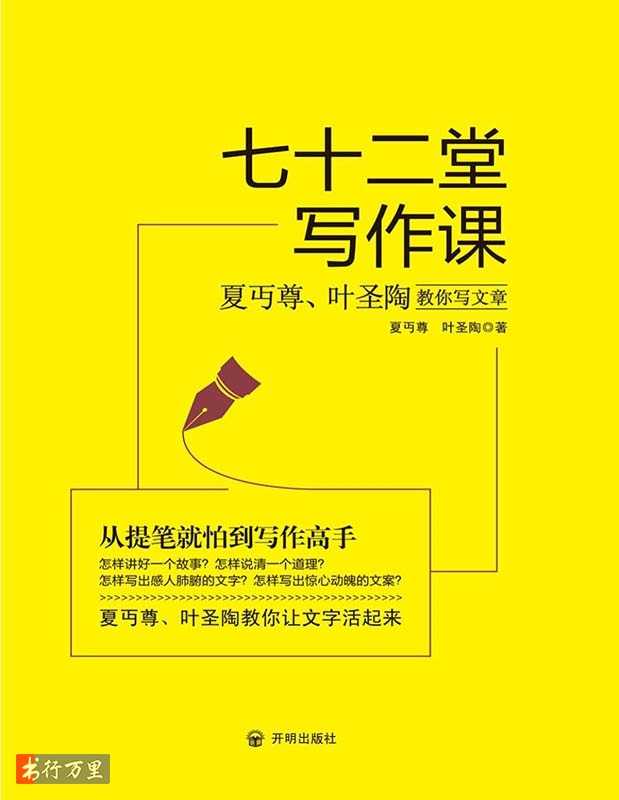 七十二堂
写作课
夏丏尊、叶圣陶 教你写文章
夏丏尊 叶圣陶◎著
从提笔就怕到写作高手
怎样讲好一个故事？怎样说清一个道理？
怎样写出感人肺腑的文字？怎样写出惊心动魄的文案？
>>>>>>>>>>>>>>>>>>>>>>>>>>>>>>>>>>>>>>>>>>>
夏丏尊、叶圣陶教你让文字活起来
开明出版社
书行万里